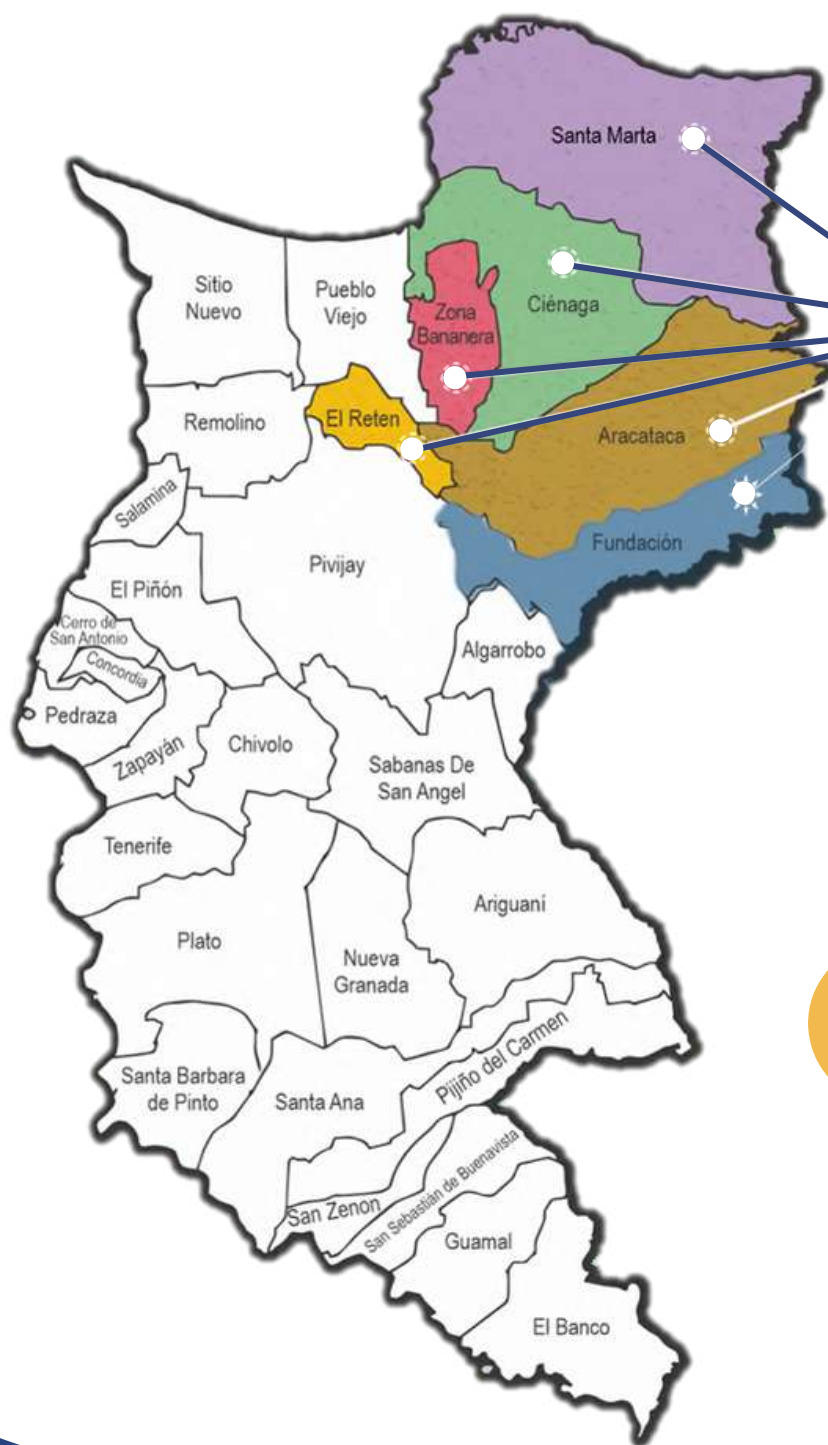 Santa Marta
Sitio
Nuevo
Pueblo
Viejo
Zona
Bananera
Ciénaga
Remolino
El Reten
Aracataca
Salamina
Fundación
Pivijay
El Piñón
Cerro de
San Antonio
Concordia
Algarrobo
Pedraza
Zapayán
Chivolo
Sabanas De
San Angel
Tenerife
Ariguaní
Plato
Nueva
Granada
Pijiño del Carmen
Santa Barbara
de Pinto
Santa Ana
San Sebastián de Buenavista
San Zenon
Guamal
El Banco